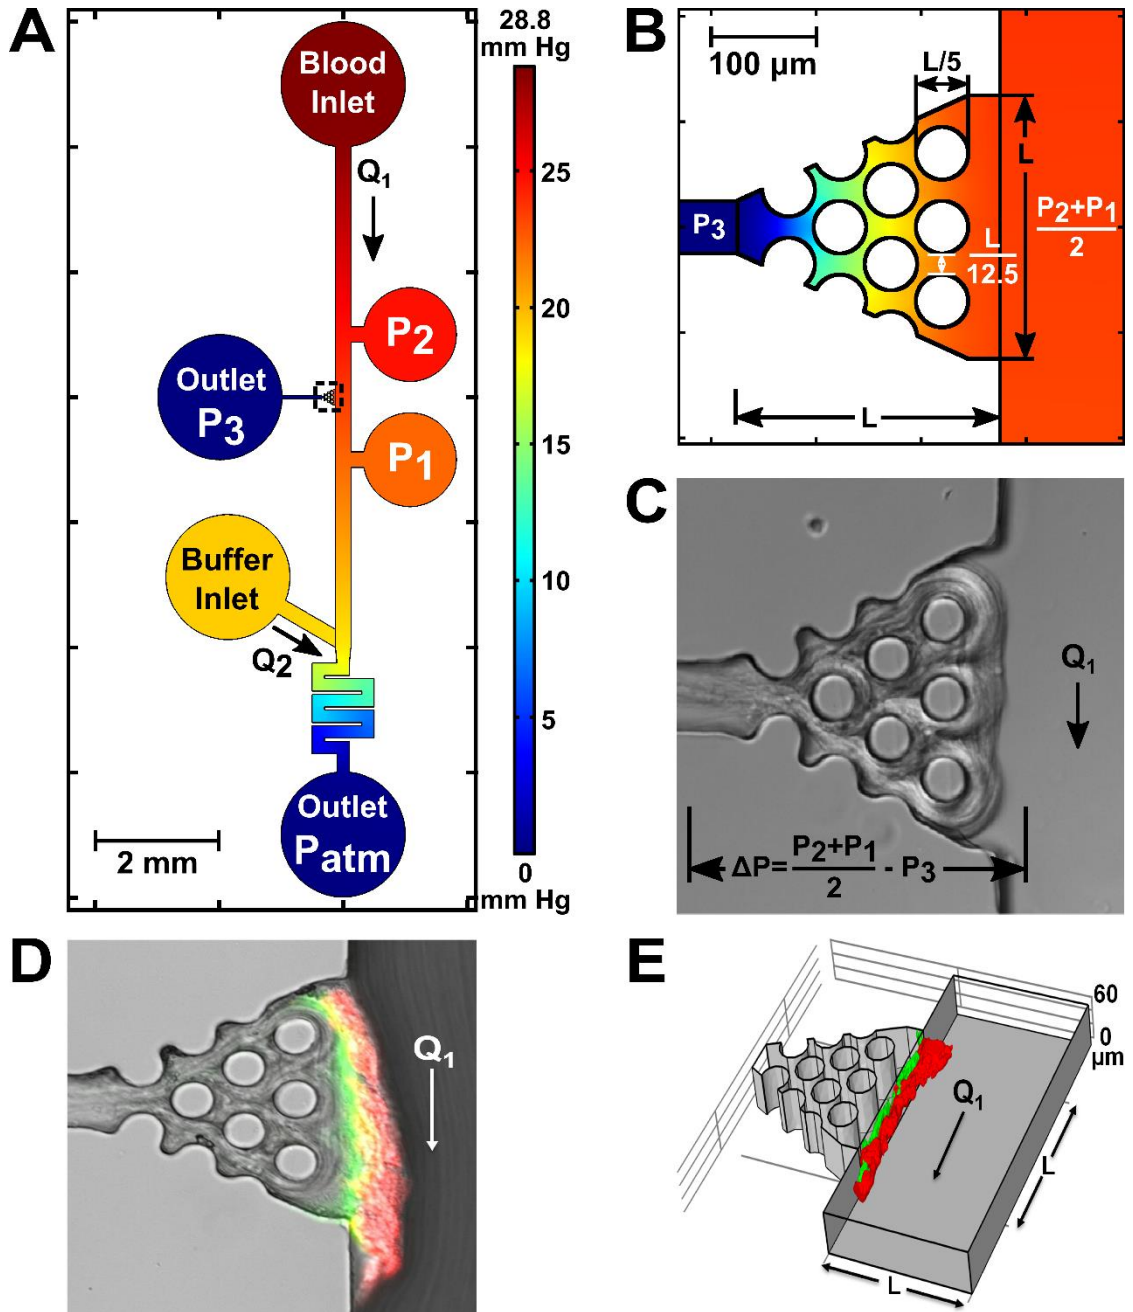 A
28.8
mm Hg
Blood
Inlet
Q1
25
P2
20
Outlet
P3
15
P1
Buffer
Inlet
10
Q2
5
Outlet
Patm
2 mm
0
mm Hg
B
100 μm
L/5
L
P3
P2+P1
2
L
12.5
L
C
Q1
ΔP= P2+P1 - P3
2
D
Q1
E
60
0
μm
Q1
L
L